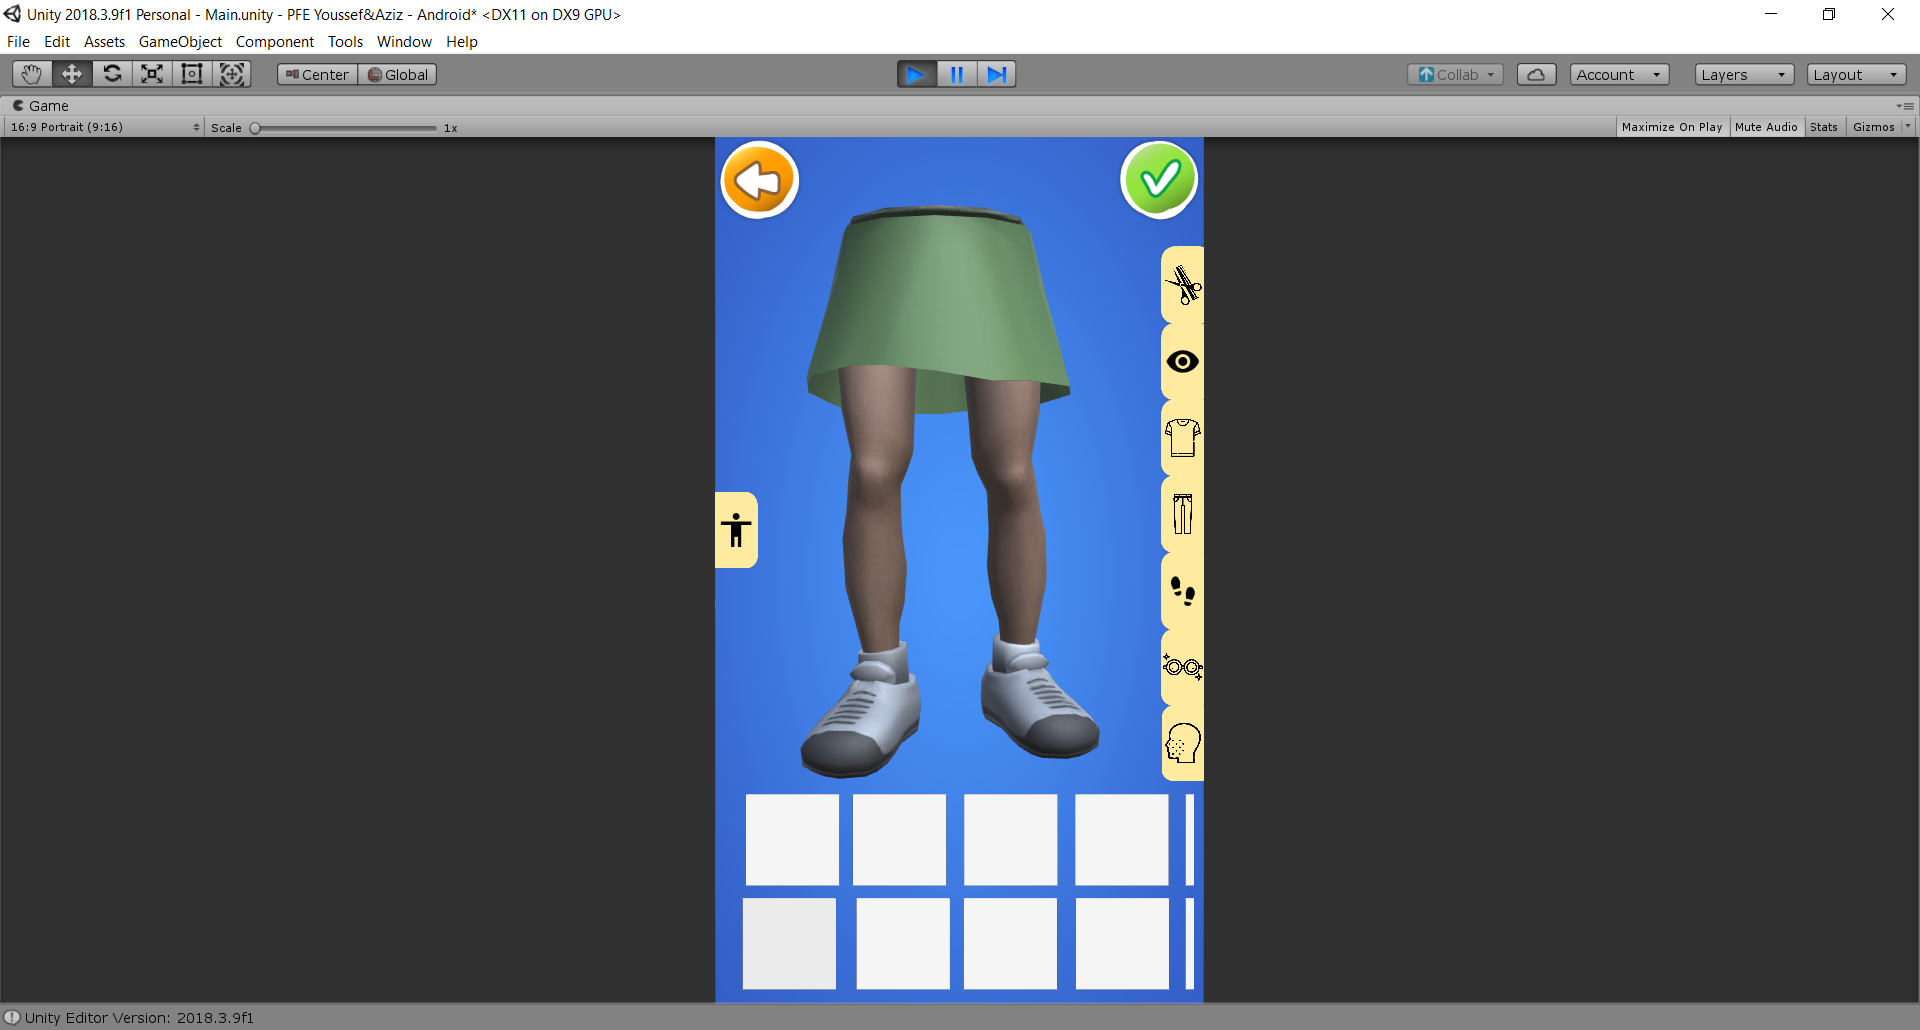 Unity 2018.3.9f1 Personal - Main.unity - PFE Youssef&Aziz - Android* <DX11 on DX9 GPU>
File Edit Assets GameObject Component Tools Window Help
Center Global Collab Account Layers Layout
Game
16:9 Portrait (9:16) Scale 1x Maximize On Play Mute Audio Stats Gizmos
Unity Editor Version: 2018.3.9f1